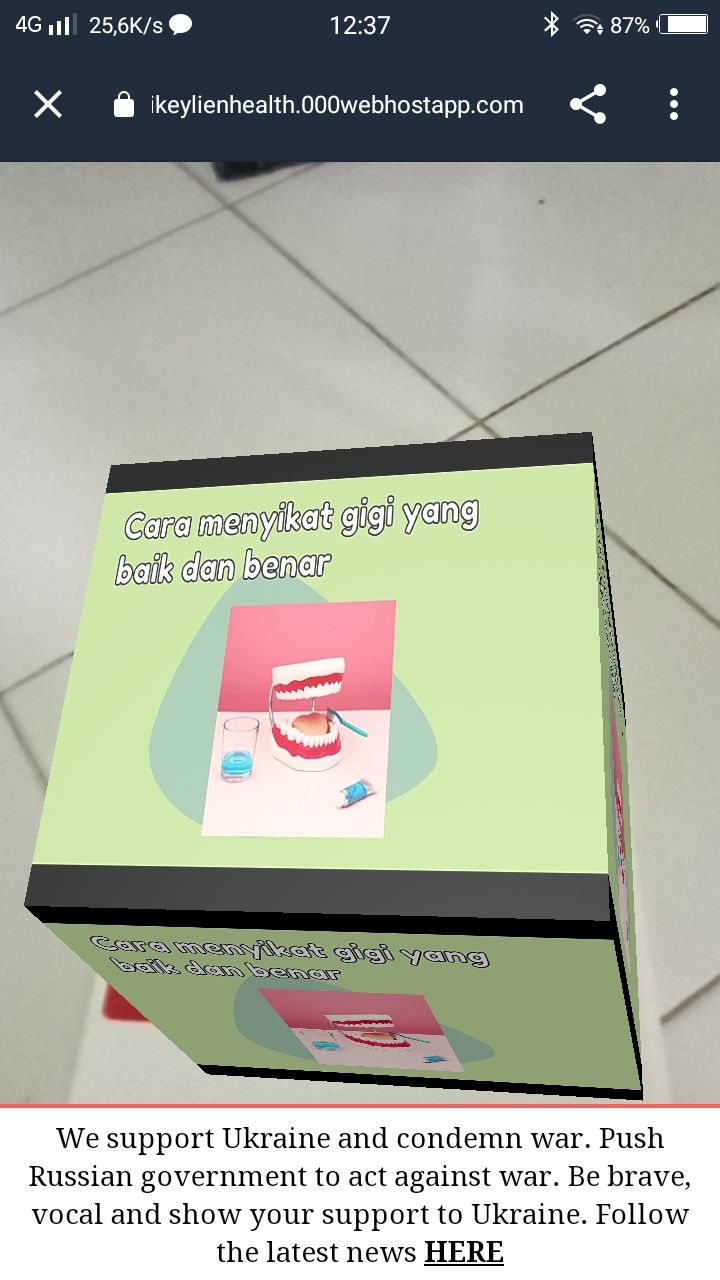 4G 25,6K/s 12:37 87%
ikeylienhealth.000webhostapp.com
Cara menyikat gigi yang
baik dan benar
Cara menyikat gigi yang
baik dan benar
We support Ukraine and condemn war. Push
Russian government to act against war. Be brave,
vocal and show your support to Ukraine. Follow
the latest news HERE